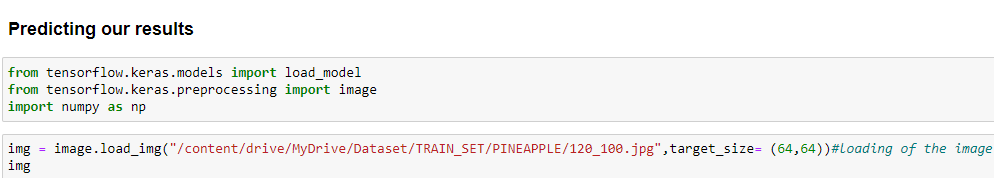 Predicting our results
from tensorflow.keras.models import load_model
from tensorflow.keras.preprocessing import image
import numpy as np
img = image.load_img("/content/drive/MyDrive/Dataset/TRAIN_SET/PINEAPPLE/120_100.jpg",target_size= (64,64))#loading of the image
img